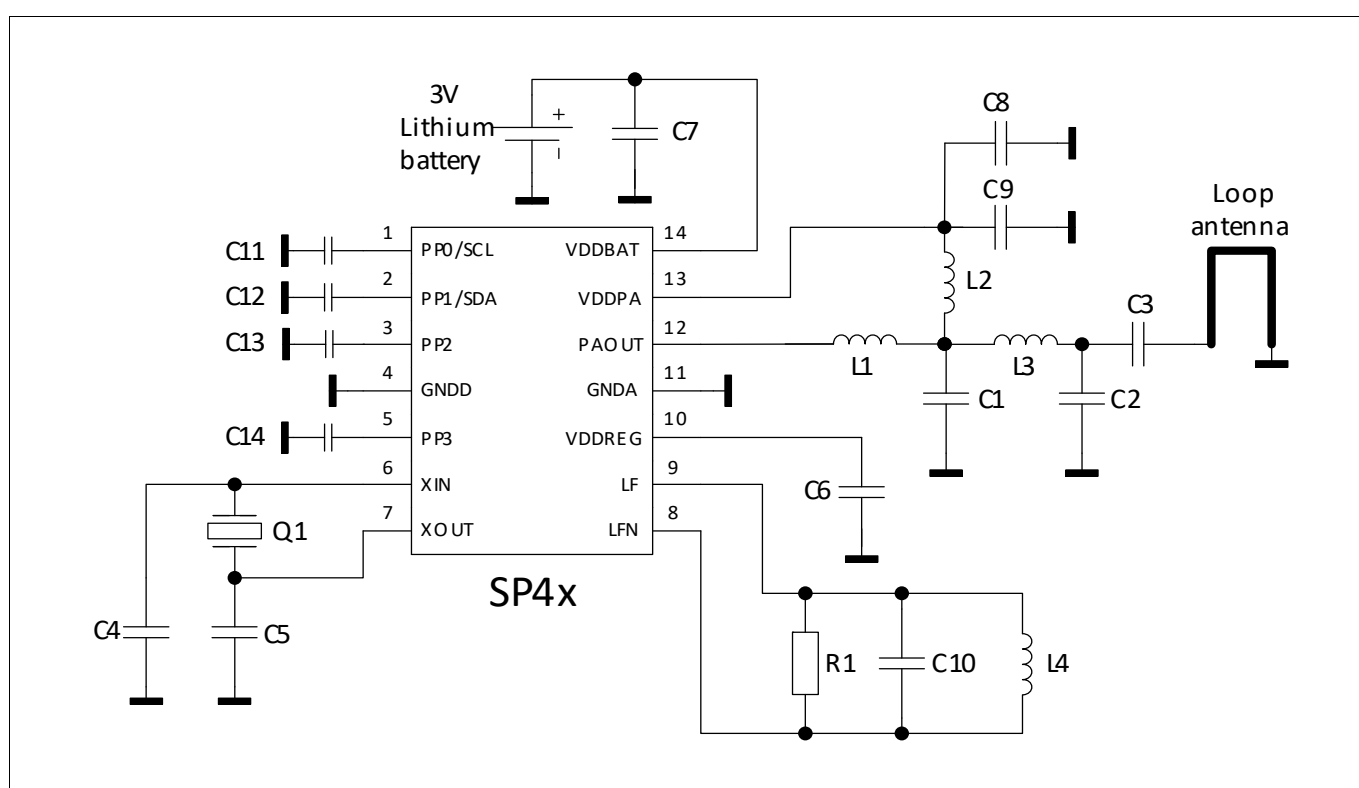 3V
Lithium
battery
+
–
C7
C8
C9
Loop
antenna
C11
1
PP0/SCL
VDDBAT
14
C12
2
PP1/SDA
VDDPA
13
L2
C3
C13
3
PP2
PAOUT
12
L1
L3
4
GNDD
GNDA
11
C1
C2
C14
5
PP3
VDDREG
10
6
XIN
LF
9
C6
Q1
7
XOUT
LFN
8
SP4x
C4
C5
R1
C10
L4